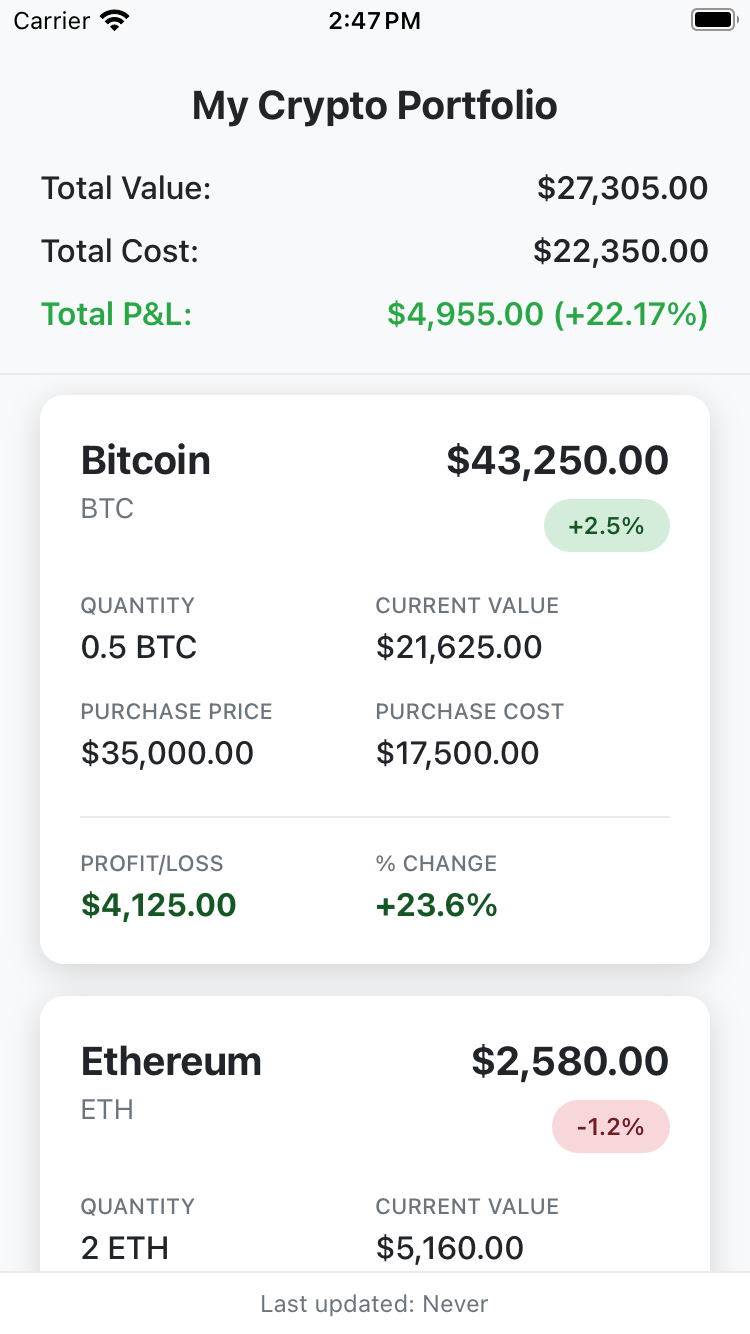 Carrier 2:47 PM
My Crypto Portfolio
Total Value: $27,305.00
Total Cost: $22,350.00
Total P&L: $4,955.00 (+22.17%)
Bitcoin $43,250.00
BTC +2.5%
QUANTITY CURRENT VALUE
0.5 BTC $21,625.00
PURCHASE PRICE PURCHASE COST
$35,000.00 $17,500.00
PROFIT/LOSS % CHANGE
$4,125.00 +23.6%
Ethereum $2,580.00
ETH -1.2%
QUANTITY CURRENT VALUE
2 ETH $5,160.00
Last updated: Never